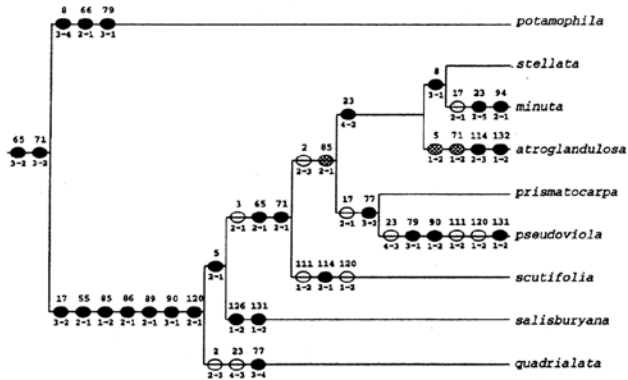 8 66 79
3-4 2-1 3-1
potamophila
stellata
8
3-1
17 23 94
2-1 2-5 2-1
minuta
23
4-2
65 71
3-2 3-2
5 71 114 132
1-2 1-2 2-3 1-2
atroglandulosa
2 85
2-3 2-1
prismatocarpa
17 77
2-1 3-2
3 65 71
2-1 2-1 2-1
23 79 90 111 120 131
4-3 3-1 1-2 1-2 1-2 1-2
pseudoviola
5
2-1
111 114 120
1-2 2-1 1-2
scutifolia
17 55 85 86 89 90 120
3-2 2-1 1-2 2-1 2-1 3-1 2-1
126 131
1-2 1-2
salisburyana
2 23 77
2-3 4-3 3-4
quadrialata